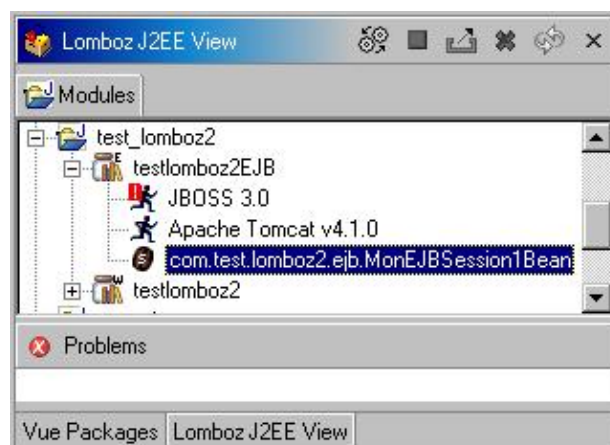 Lomboz J2EE View
Modules
test_lomboz2
testlomboz2EJB
JBOSS 3.0
Apache Tomcat v4.1.0
com.test.lomboz2.ejb.MonEJBSession1Bean
testlomboz2
Problems
Vue Packages Lomboz J2EE View